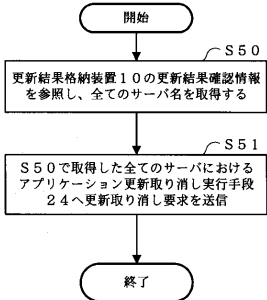 開始
S50
更新結果格納装置10の更新結果確認情報
を参照し、全てのサーバ名を取得する
S51
S50で取得した全てのサーバにおける
アプリケーション更新取り消し実行手段
24へ更新取り消し要求を送信
終了